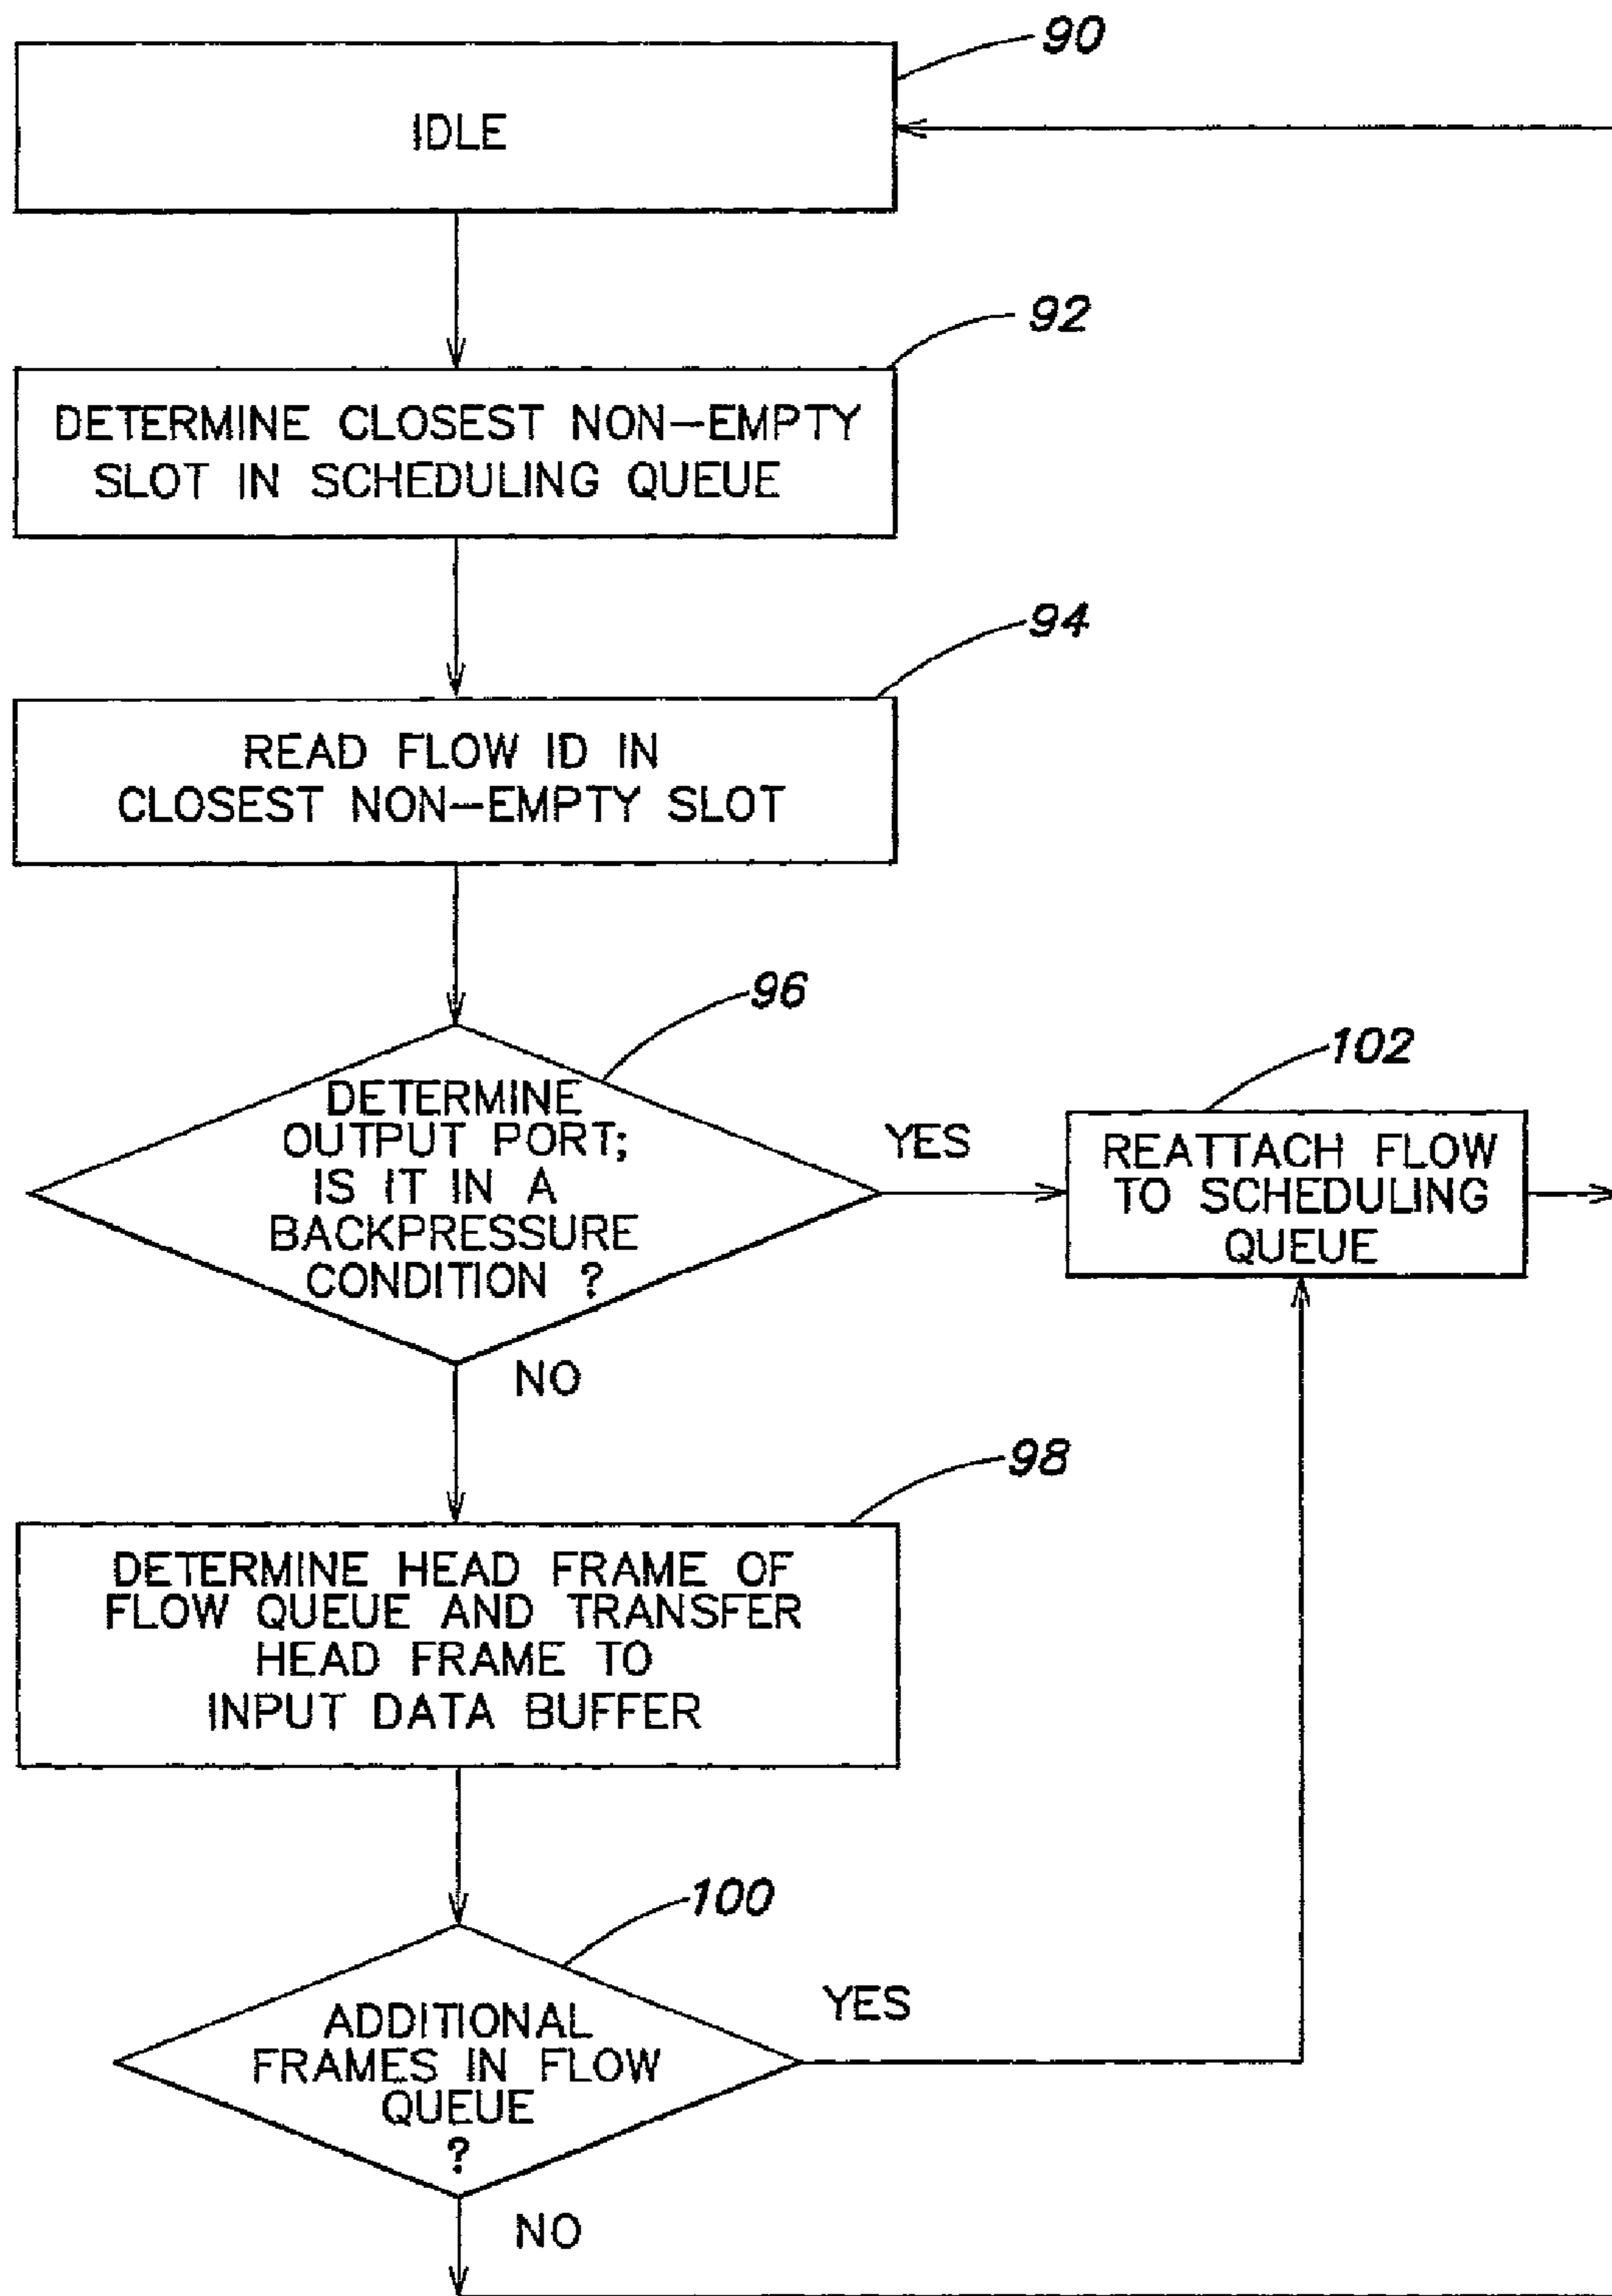 90
IDLE
92
DETERMINE CLOSEST NON-EMPTY
SLOT IN SCHEDULING QUEUE
94
READ FLOW ID IN
CLOSEST NON-EMPTY SLOT
96
DETERMINE
OUTPUT PORT;
IS IT IN A
BACKPRESSURE
CONDITION ?
YES
102
REATTACH FLOW
TO SCHEDULING
QUEUE
NO
98
DETERMINE HEAD FRAME OF
FLOW QUEUE AND TRANSFER
HEAD FRAME TO
INPUT DATA BUFFER
100
ADDITIONAL
FRAMES IN FLOW
QUEUE
?
YES
NO